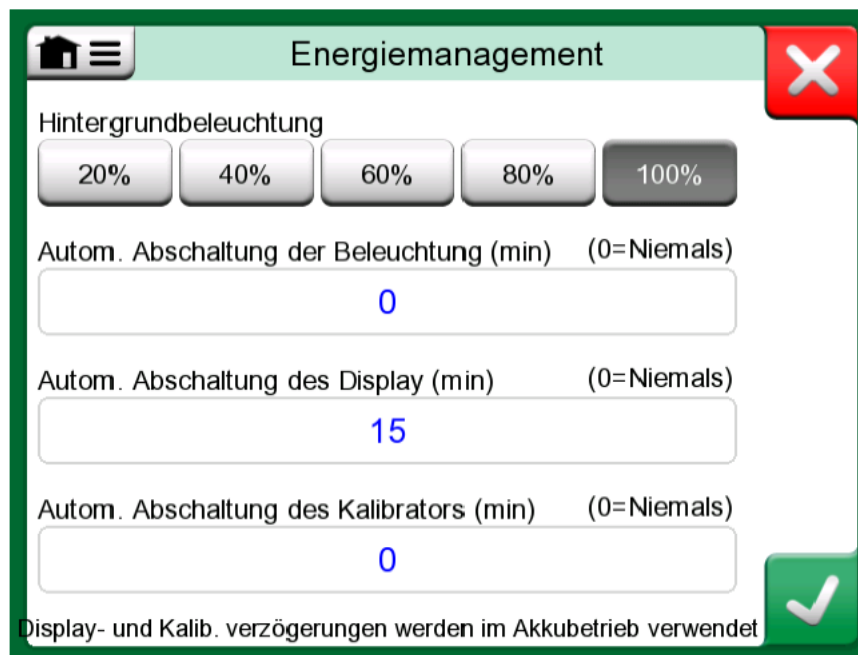 Energiemanagement
Hintergrundbeleuchtung
20% 40% 60% 80% 100%
Autom. Abschaltung der Beleuchtung (min) (0=Niemals)
0
Autom. Abschaltung des Display (min) (0=Niemals)
15
Autom. Abschaltung des Kalibrators (min) (0=Niemals)
0
Display- und Kalib. verzögerungen werden im Akkubetrieb verwendet